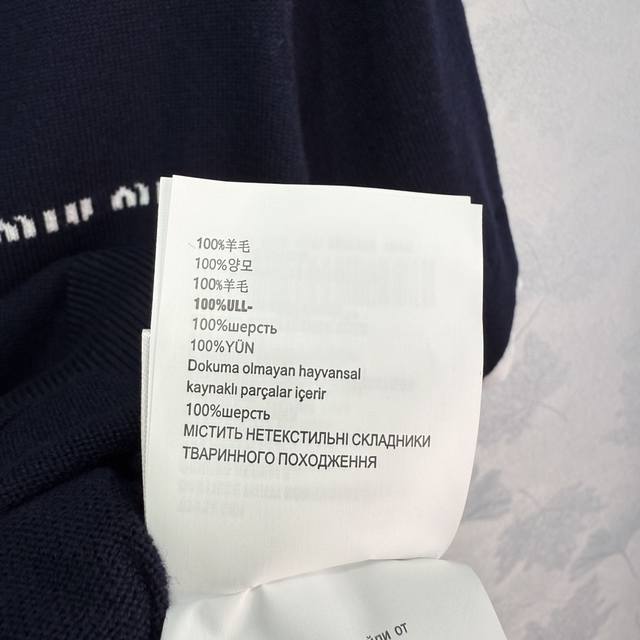 100%羊毛
100%양모
100%羊毛
100%ULL-
100%шерсть
100%YÜN
Dokuma olmayan hayvansal
kaynaklı parçalar içerir
100%шерсть
МІСТИТЬ НЕТЕКСТИЛЬНІ СКЛАДНИКИ
ТВАРИННОГО ПОХОДЖЕННЯ
от